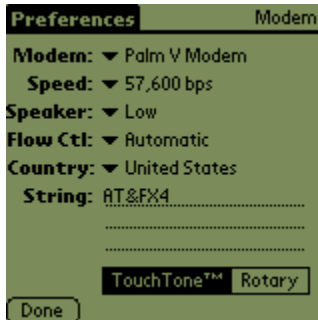 Preferences Modem
Modem: Palm V Modem
Speed: 57,600 bps
Speaker: Low
Flow Ctl: Automatic
Country: United States
String: AT&FX4
TouchTone™ Rotary
Done